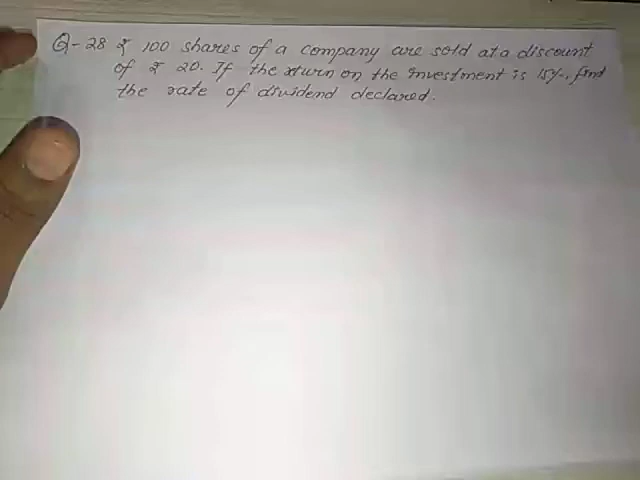 Q-28 ₹ 100 shares of a company are sold at a discount
of ₹ 20. If the return on the investment is 15%, find
the rate of dividend declared.